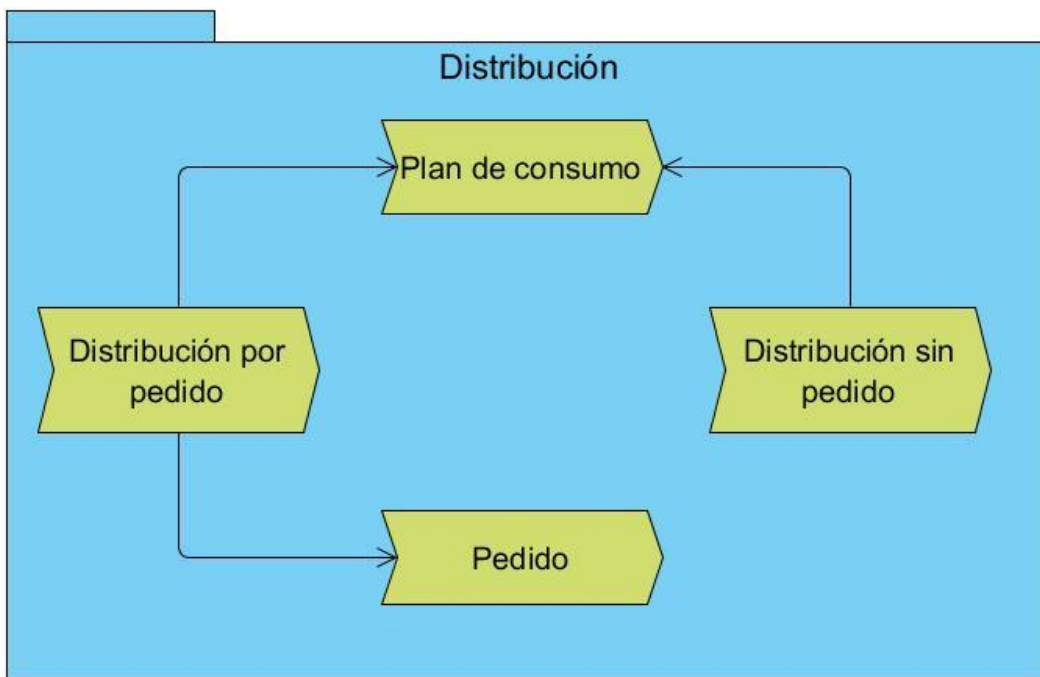 Distribución
Plan de consumo
Distribución por
pedido
Distribución sin
pedido
Pedido